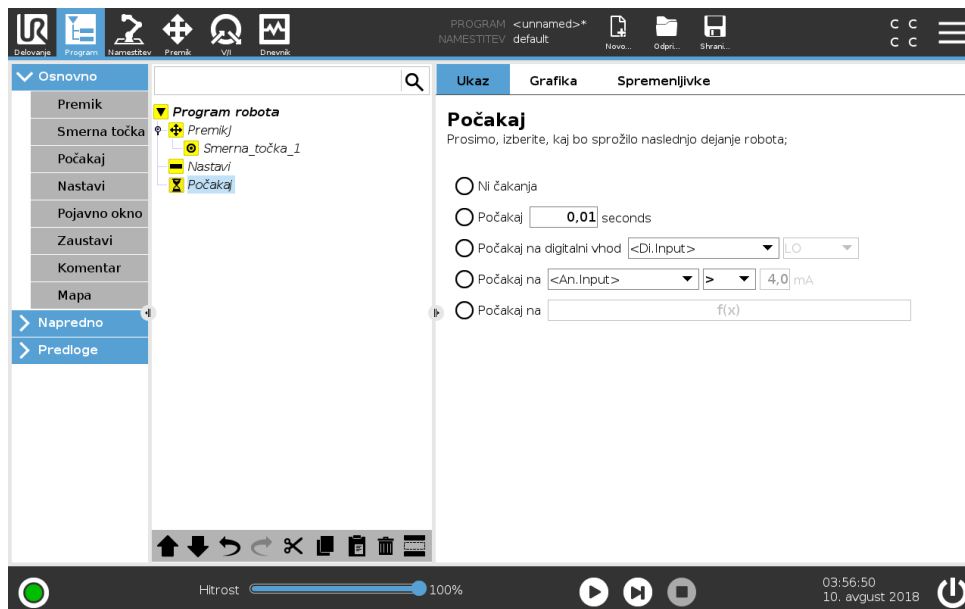 UR
Delovanje
Program
Namestitev
Premik
V/I
Dnevnik
PROGRAM <unnamed>*
NAMESTITEV default
Novo...
Odpri...
Shrani...
C C
C C
Osnovno
Premik
Smerna točka
Počakaj
Nastavi
Pojavno okno
Zaustavi
Komentar
Mapa
Napredno
Predloge
Program robota
PremikJ
Smerna_točka_1
Nastavi
Počakaj
Ukaz Grafika Spremenljivke
Počakaj
Prosimo, izberite, kaj bo sprožilo naslednjo dejanje robota;
Ni čakanja
Počakaj 0,01 seconds
Počakaj na digitalni vhod <Di.Input> LO
Počakaj na <An.Input> > 4,0 mA
Počakaj na f(x)
Hitrost 100%
03:56:50
10. avgust 2018